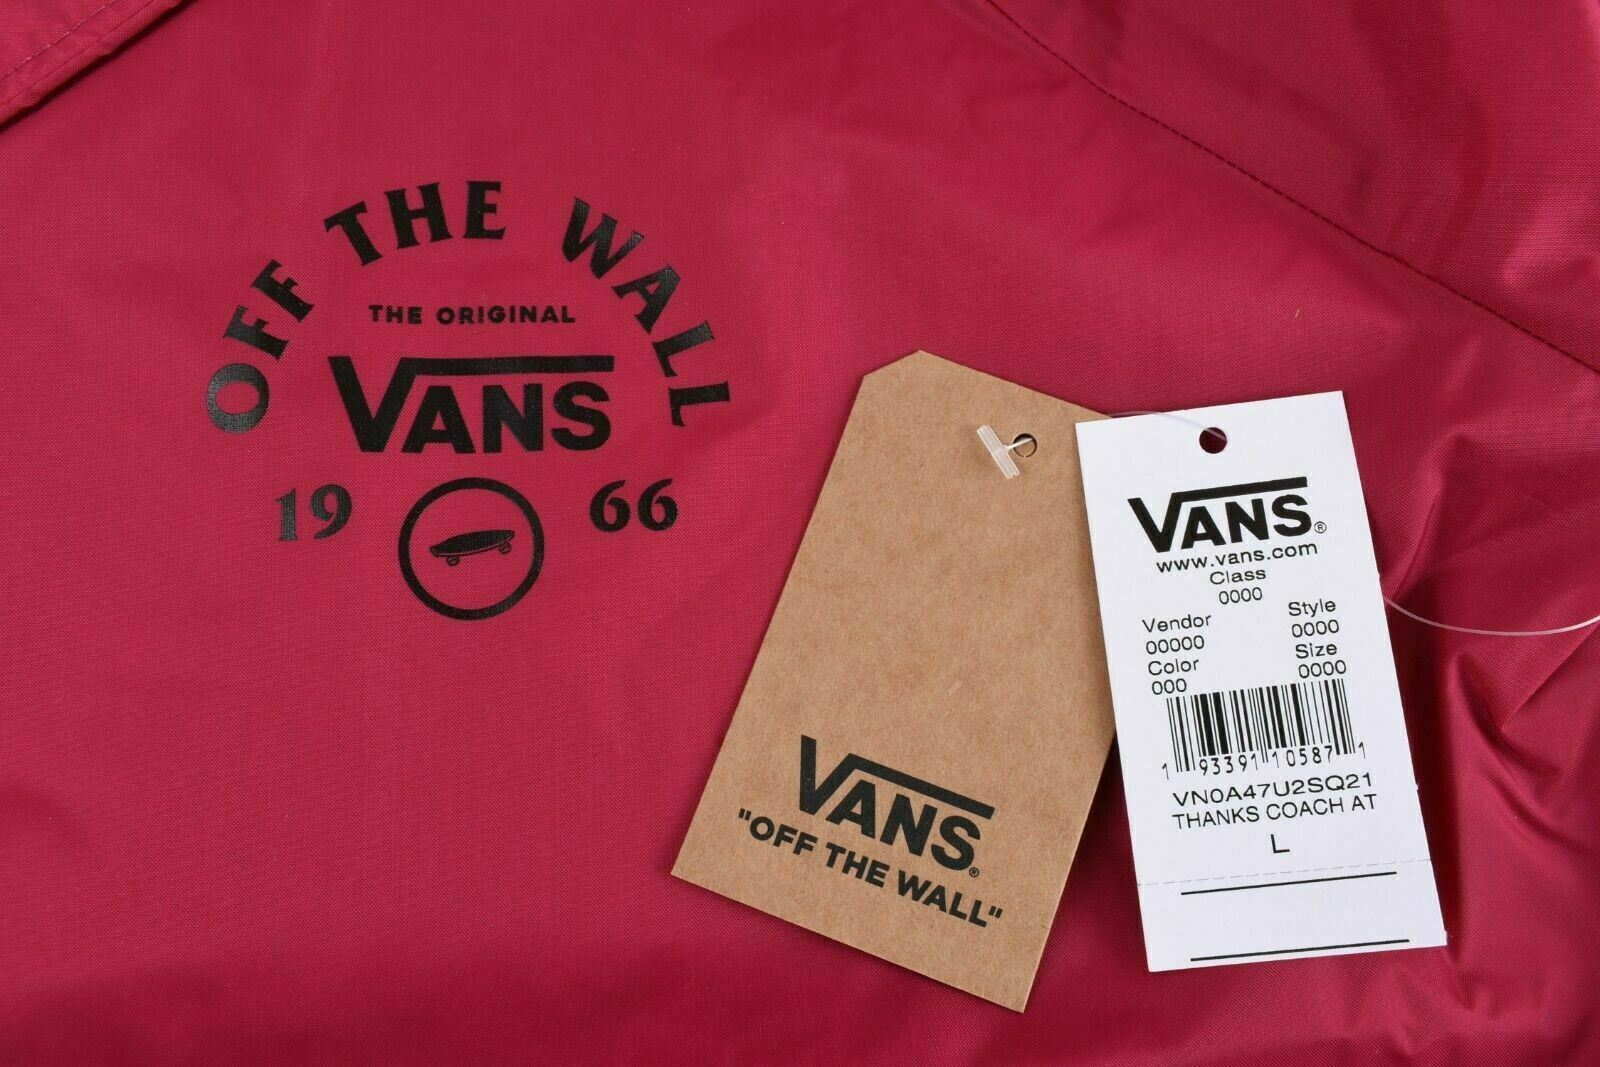 OFF THE WALL
THE ORIGINAL
VANS
19 66
VANS®
"OFF THE WALL"
VANS®
www.vans.com
Class
0000
Vendor Style
00000 0000
Color Size
000 0000
1 93391 10587 1
VN0A47U2SQ21
THANKS COACH AT
L